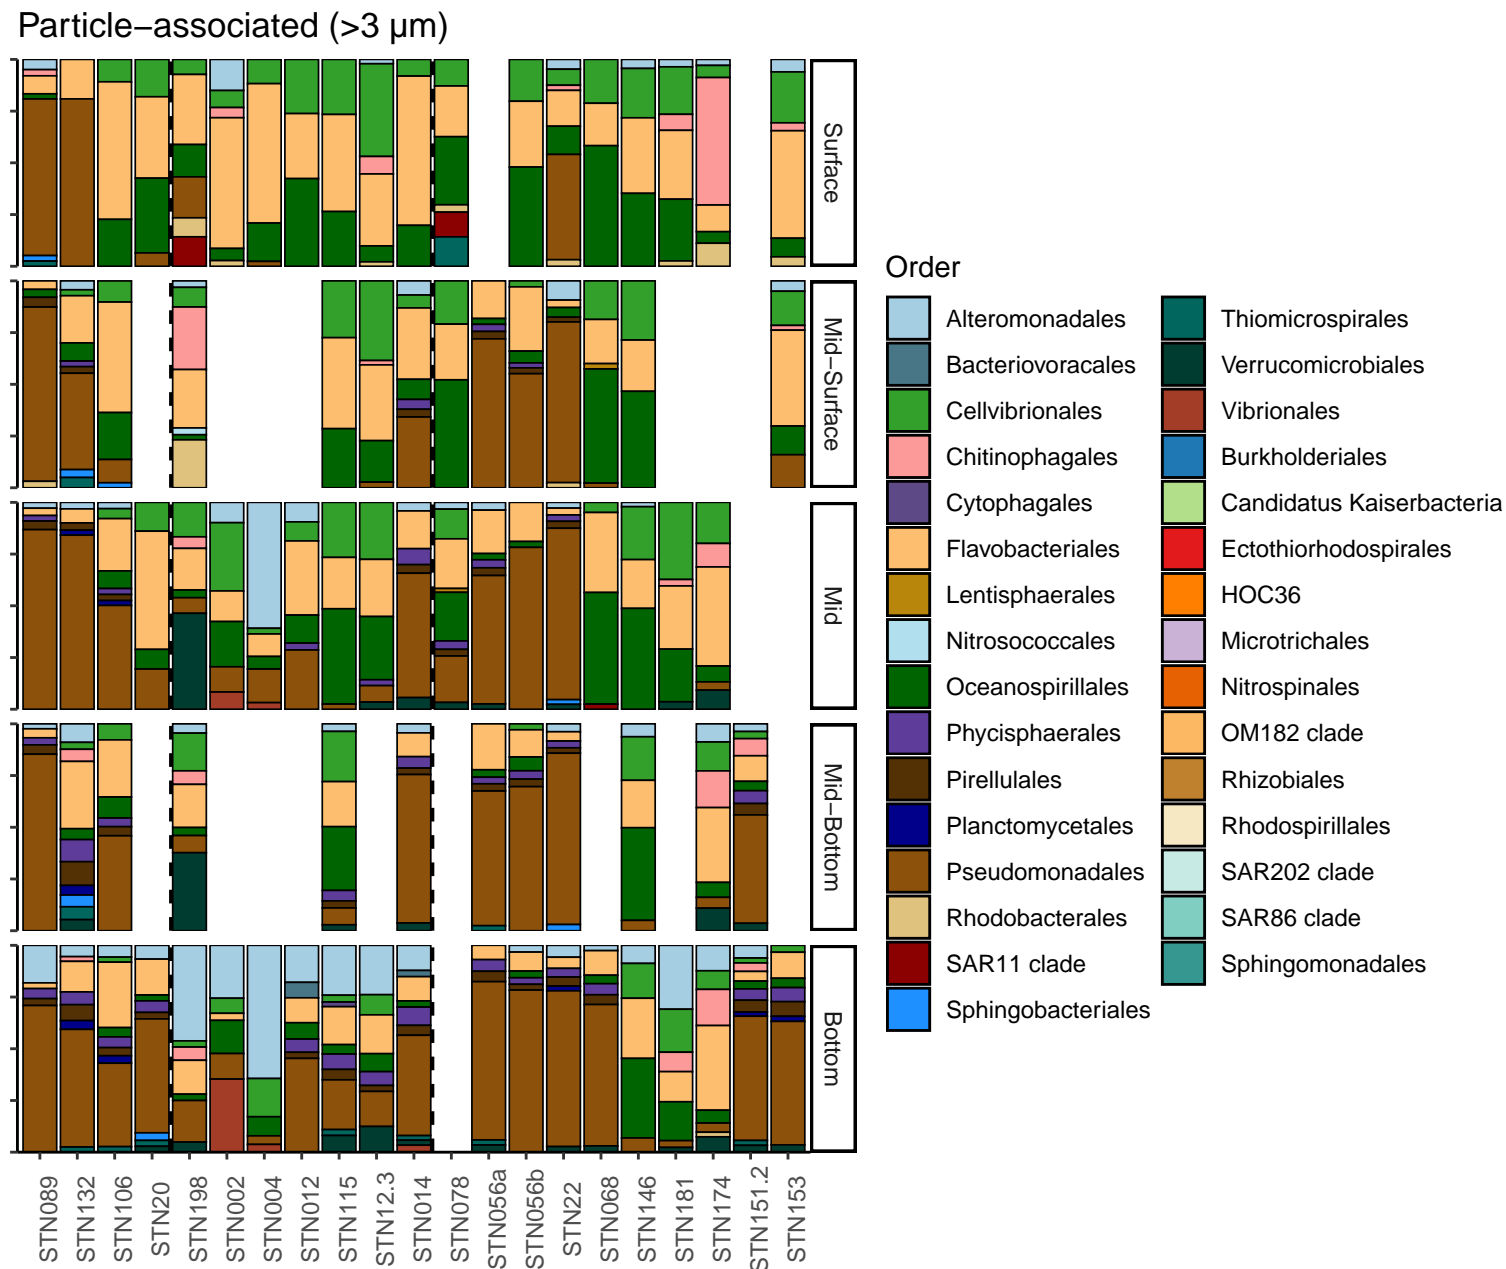 Particle−associated (>3 µm)
Surface
Mid−Surface
Mid
Mid−Bottom
Bottom
STN089
STN132
STN106
STN20
STN198
STN002
STN004
STN012
STN115
STN12.3
STN014
STN078
STN056a
STN056b
STN22
STN068
STN146
STN181
STN174
STN151.2
STN153
Order
Alteromonadales
Bacteriovoracales
Cellvibrionales
Chitinophagales
Cytophagales
Flavobacteriales
Lentisphaerales
Nitrosococcales
Oceanospirillales
Phycisphaerales
Pirellulales
Planctomycetales
Pseudomonadales
Rhodobacterales
SAR11 clade
Sphingobacteriales
Thiomicrospirales
Verrucomicrobiales
Vibrionales
Burkholderiales
Candidatus Kaiserbacteria
Ectothiorhodospirales
HOC36
Microtrichales
Nitrospinales
OM182 clade
Rhizobiales
Rhodospirillales
SAR202 clade
SAR86 clade
Sphingomonadales